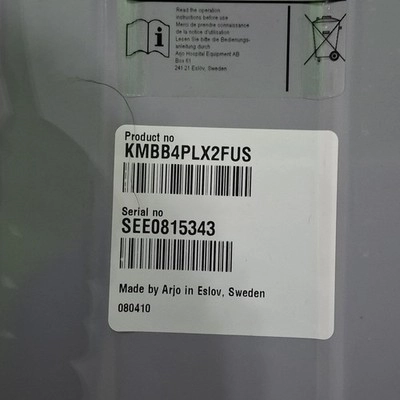 Read the operation
instructions before use
Merci de prendre connaissance
de la notice d'utilisation
Lesen Sie bitte die Bedienungs-
anleitung durch
Arjo Hospital Equipment AB
Box 61
241 21 Eslov, Sweden
Product no
KMBB4PLX2FUS
Serial no
SEE0815343
Made by Arjo in Eslov, Sweden
080410